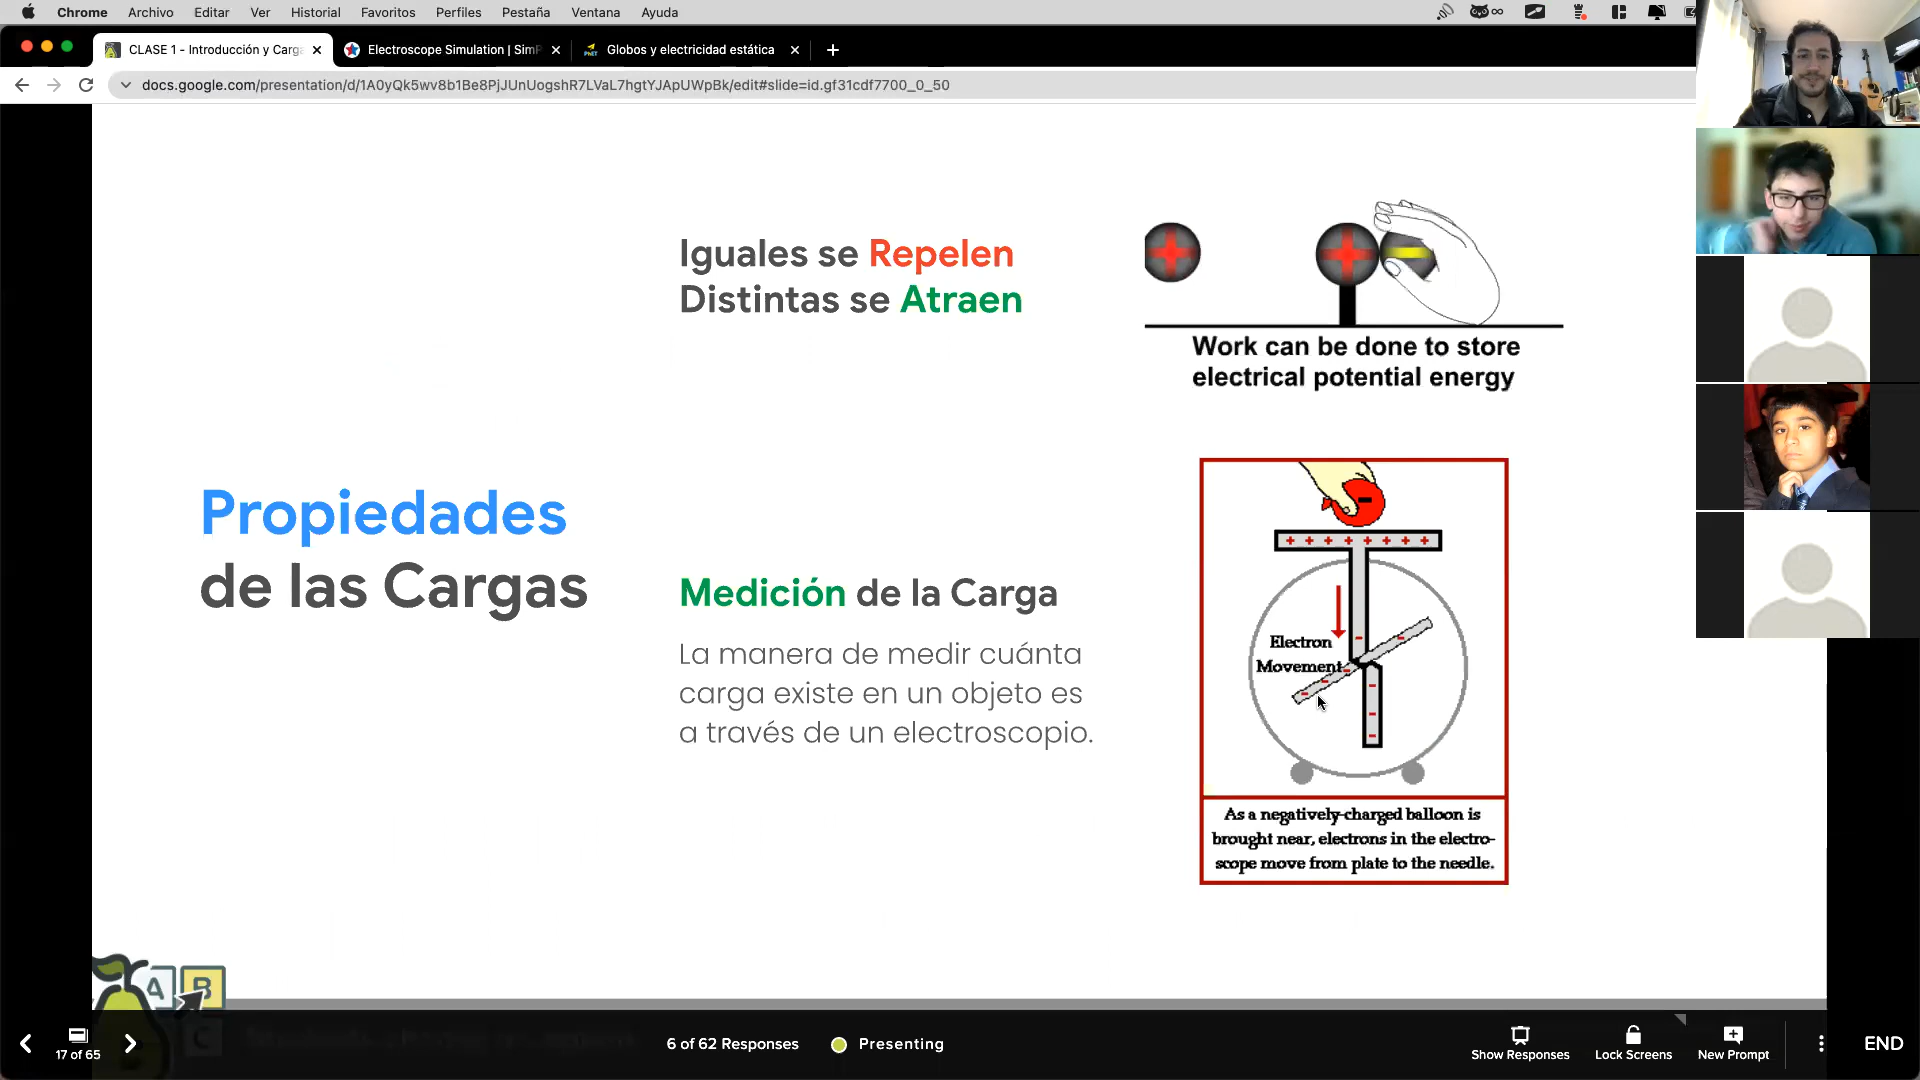 Chrome Archivo Editar Ver Historial Favoritos Perfiles Pestaña Ventana Ayuda
CLASE 1 - Introducción y Carg
Electroscope Simulation | Sim
Globos y electricidad estática
docs.google.com/presentation/d/1A0yQk5wv8b1Be8PjJUnUogshR7LVaL7hgtYJApUWpBk/edit#slide=id.gf31cdf7700_0_50
Iguales se Repelen
Distintas se Atraen
Work can be done to store
electrical potential energy
Propiedades
de las Cargas
Medición de la Carga
La manera de medir cuánta
carga existe en un objeto es
a través de un electroscopio.
Electron
Movement
As a negatively-charged balloon is
brought near, electrons in the electro-
scope move from plate to the needle.
A B
C
17 of 65
6 of 62 Responses
Presenting
Show Responses
Lock Screens
New Prompt
END